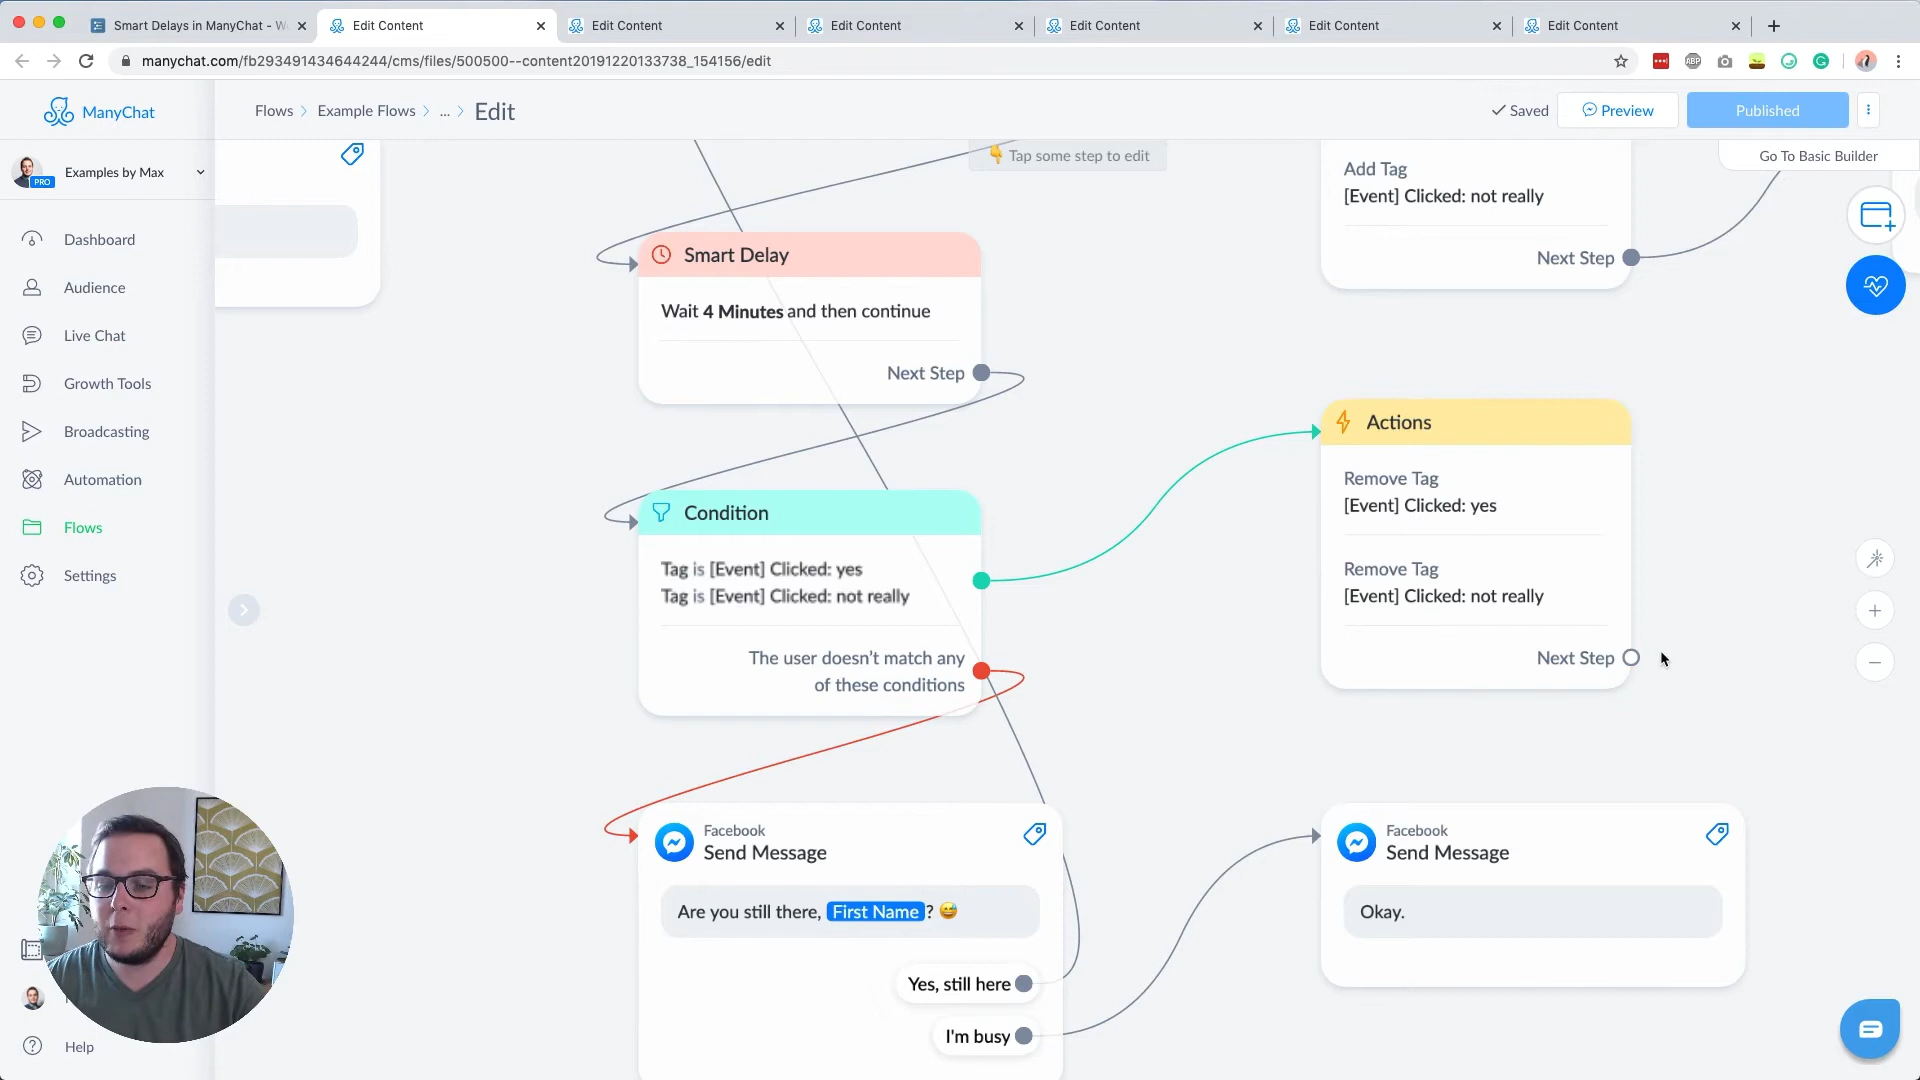 Smart Delays in ManyChat - W
Edit Content
Edit Content
Edit Content
Edit Content
Edit Content
Edit Content
manychat.com/fb293491434644244/cms/files/500500--content20191220133738_154156/edit
ABP
ManyChat
Flows
Example Flows
...
Edit
Saved
Preview
Published
Examples by Max
PRO
Tap some step to edit
Go To Basic Builder
Dashboard
Audience
Live Chat
Growth Tools
Broadcasting
Automation
Flows
Settings
Help
Add Tag
[Event] Clicked: not really
Next Step
Smart Delay
Wait 4 Minutes and then continue
Next Step
Condition
Tag is [Event] Clicked: yes
Tag is [Event] Clicked: not really
The user doesn't match any
of these conditions
Actions
Remove Tag
[Event] Clicked: yes
Remove Tag
[Event] Clicked: not really
Next Step
Facebook
Send Message
Are you still there, First Name? 😅
Yes, still here
I'm busy
Facebook
Send Message
Okay.